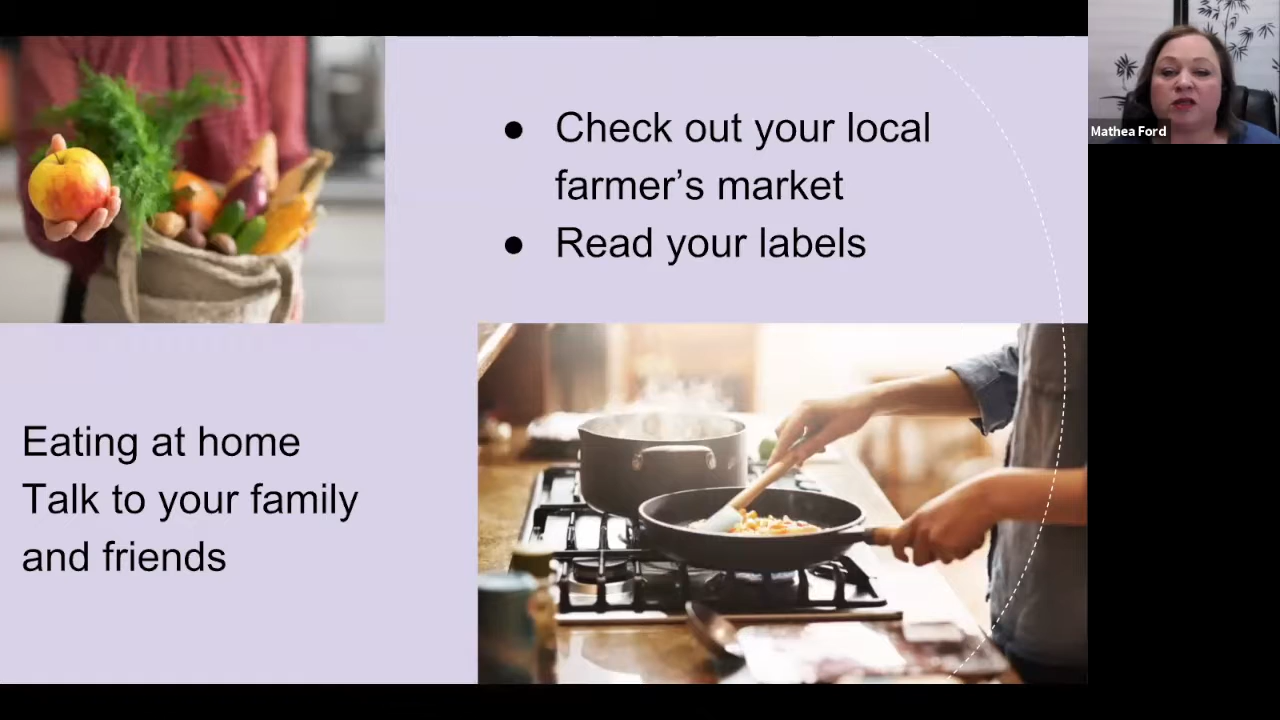 ● Check out your local
farmer’s market
● Read your labels
Mathea Ford
Eating at home
Talk to your family
and friends